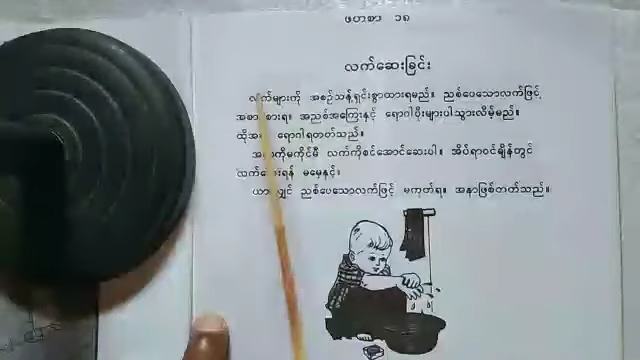 ဖတ်စာ ၁၈
လက်ဆေးခြင်း
လက်များကို အစဉ်သန့်ရှင်းစွာထားရမည်။ ညစ်ပေသောလက်ဖြင့်
အစာ စားရ။ အညစ်အကြေးနှင့် ရောဂါပိုးများပါသွားလိမ့်မည်။
ထိုအ ရောဂါရတတ်သည်။
ကိုမကိုင်မီ လက်ကိုစင်အောင်ဆေးပါ။ အိပ်ရာဝင်ချိန်တွင်
လက်ဆေးရန် မမေ့နှင့်။
ညစ်ပေသောလက်ဖြင့် မကုတ်ရ။ အနာဖြစ်တတ်သည်။